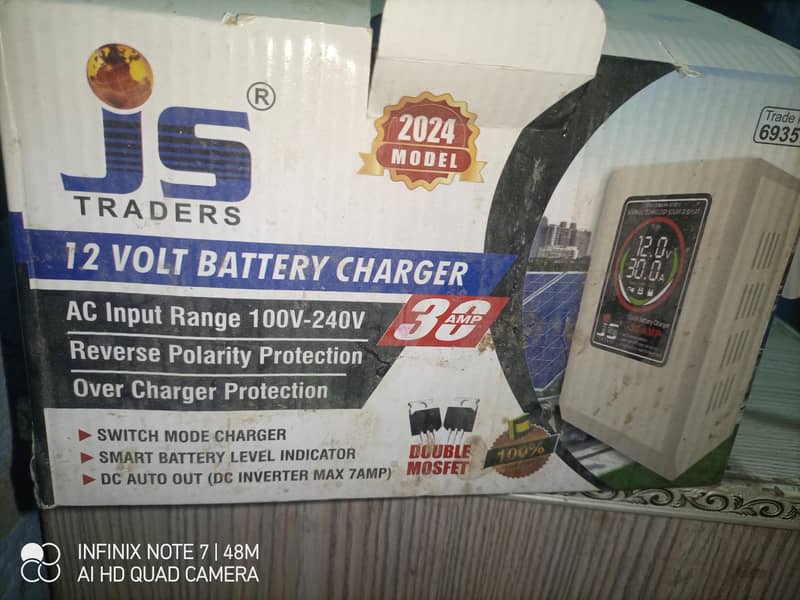 JS
®
TRADERS
2024
MODEL
Trade
6935
12 VOLT BATTERY CHARGER
AC Input Range 100V-240V
30
AMP
Reverse Polarity Protection
Over Charger Protection
SWITCH MODE CHARGER
SMART BATTERY LEVEL INDICATOR
DC AUTO OUT (DC INVERTER MAX 7AMP)
DOUBLE
MOSFET
100%
12.0V
30.0A
JS
INFINIX NOTE 7 | 48M
AI HD QUAD CAMERA